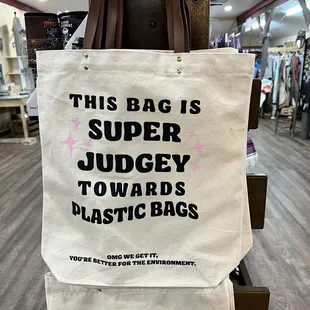 THIS BAG IS
SUPER
JUDGEY
TOWARDS
PLASTIC BAGS
OMG WE GET IT,
YOU'RE BETTER FOR THE ENVIRONMENT.